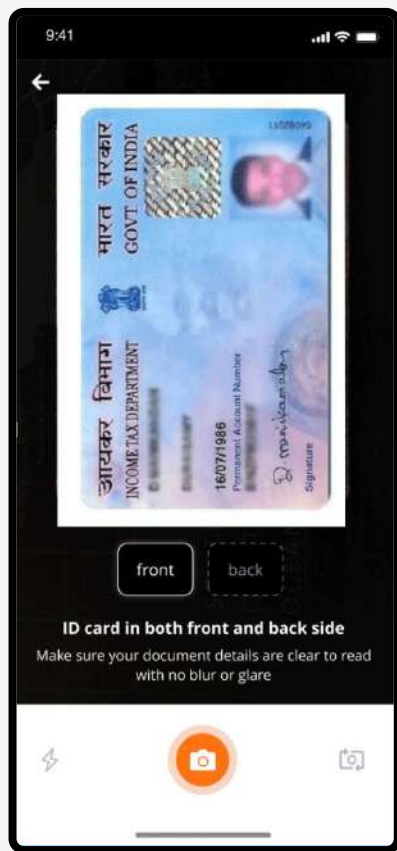 9:41
आयकर विभाग
INCOME TAX DEPARTMENT
मारत सरकार
GOVT OF INDIA
16/07/1986
Permanent Account Number
Signature
front
back
ID card in both front and back side
Make sure your document details are clear to read
with no blur or glare